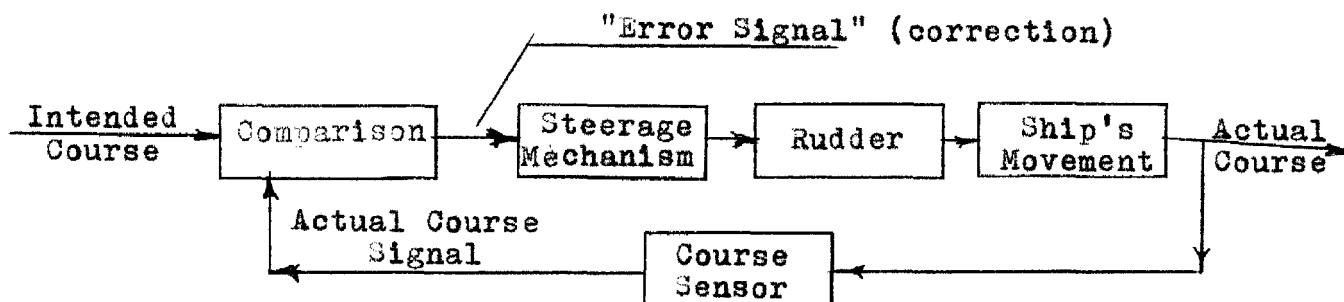 "Error Signal" (correction)
Intended
Course
Comparison
Steerage
Mechanism
Rudder
Ship's
Movement
Actual
Course
Actual Course
Signal
Course
Sensor